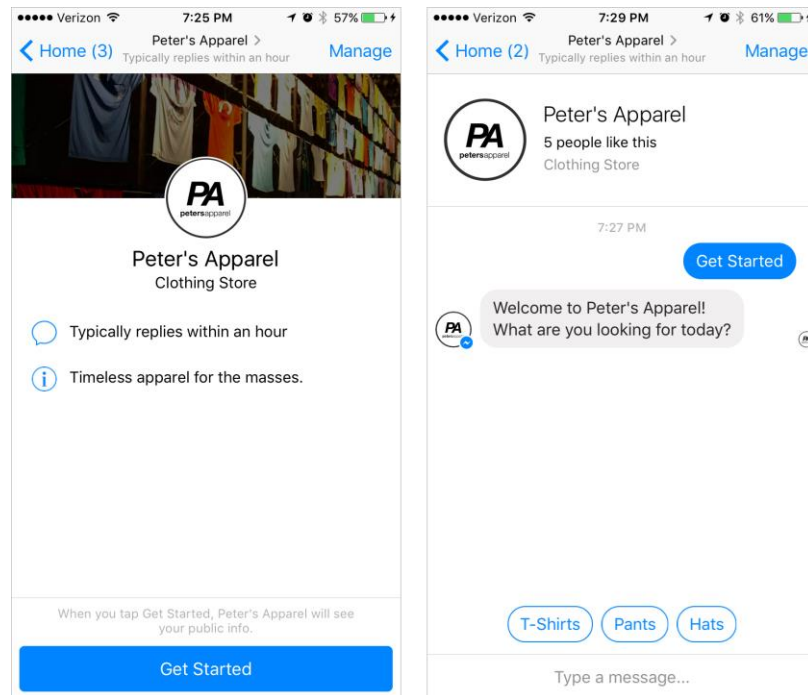 Verizon 7:25 PM 57%
Home (3) Peter's Apparel Manage
Typically replies within an hour
PA
petersapparel
Peter's Apparel
Clothing Store
Typically replies within an hour
Timeless apparel for the masses.
When you tap Get Started, Peter's Apparel will see
your public info.
Get Started
Verizon 7:29 PM 61%
Home (2) Peter's Apparel Manage
Typically replies within an hour
PA
petersapparel
Peter's Apparel
5 people like this
Clothing Store
7:27 PM
Get Started
PA
Welcome to Peter's Apparel!
What are you looking for today?
T-Shirts Pants Hats
Type a message...